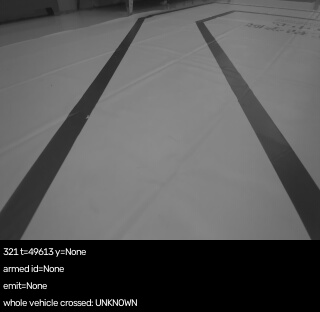 321 t=49613 y=None
armed id=None
emit=None
whole vehicle crossed: UNKNOWN